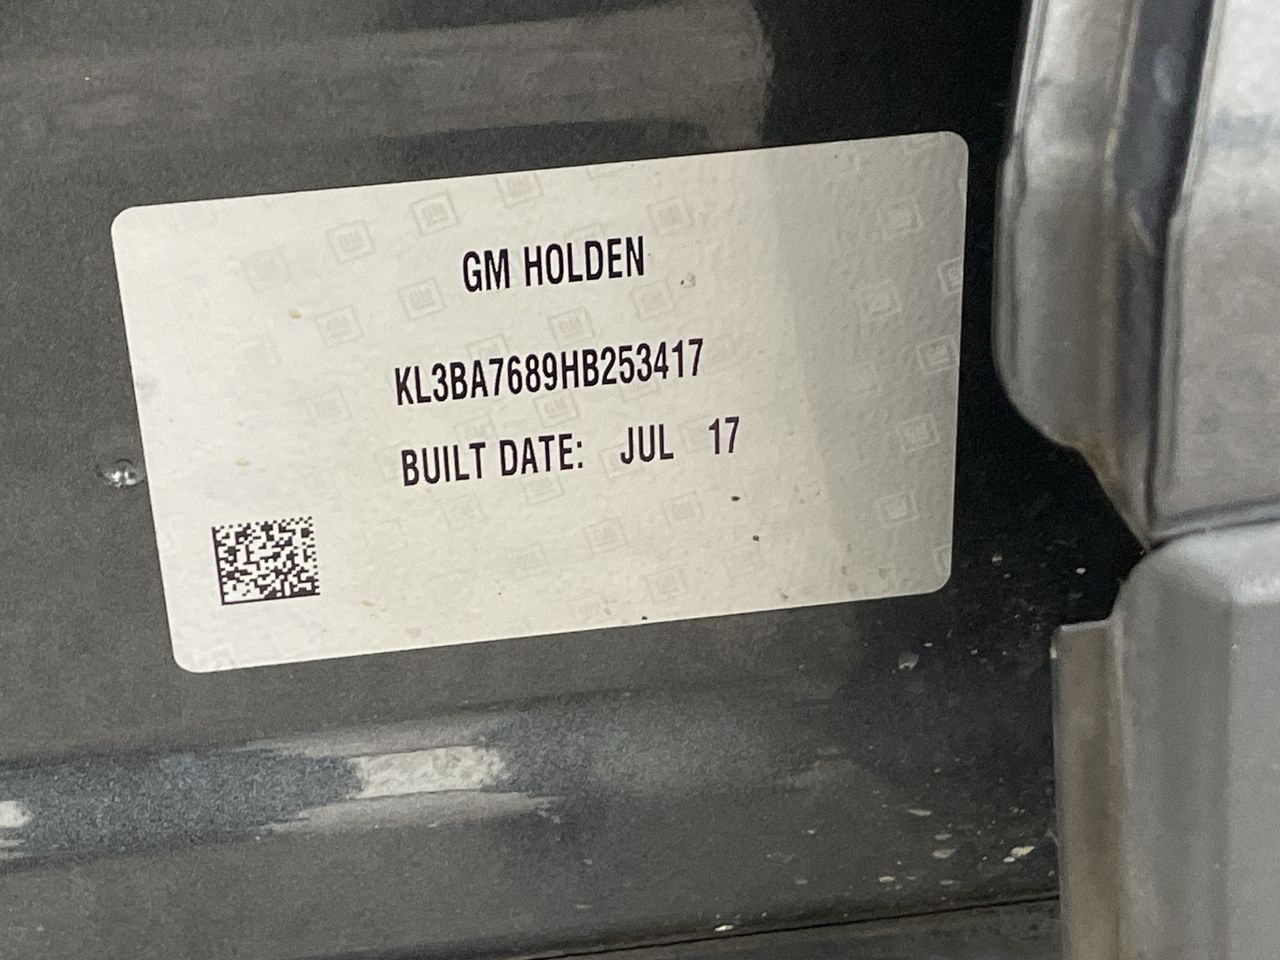 GM HOLDEN
KL3BA7689HB253417
BUILT DATE: JUL 17